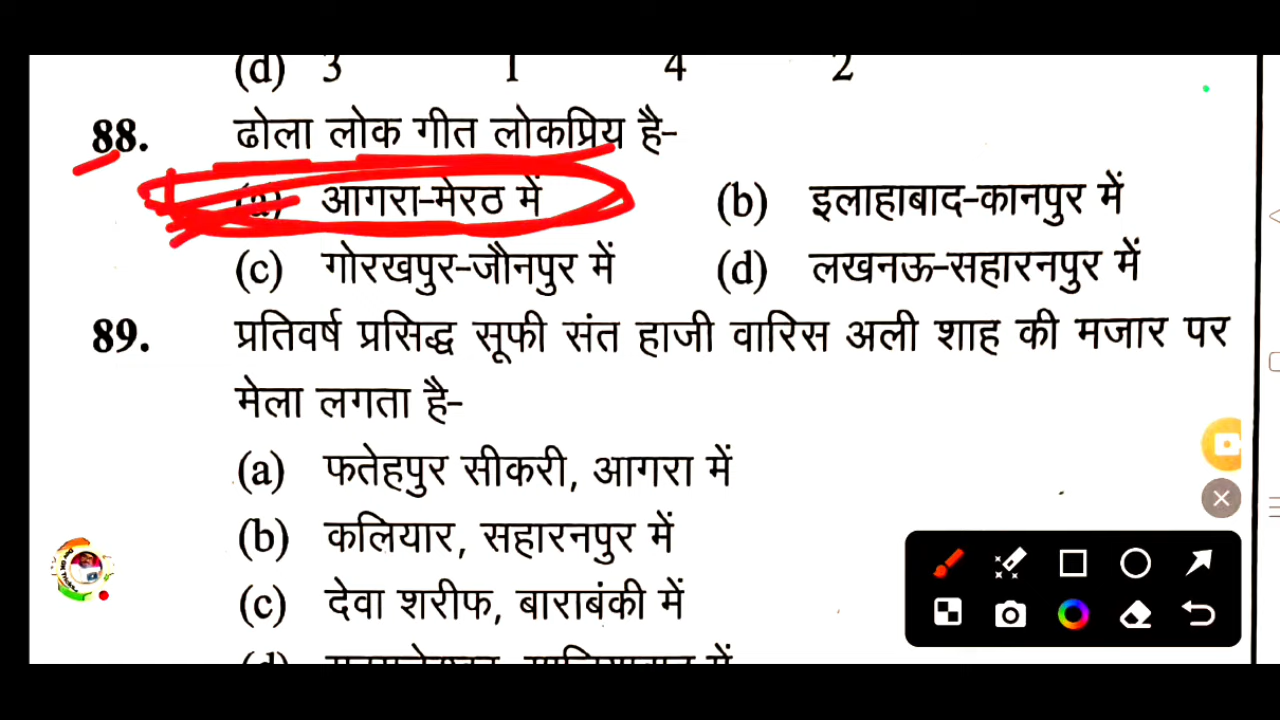 (d) 3 1 4 2
88. ढोला लोक गीत लोकप्रिय है-
(a) आगरा-मेरठ में (b) इलाहाबाद-कानपुर में
(c) गोरखपुर-जौनपुर में (d) लखनऊ-सहारनपुर में
89. प्रतिवर्ष प्रसिद्ध सूफी संत हाजी वारिस अली शाह की मजार पर
मेला लगता है-
(a) फतेहपुर सीकरी, आगरा में
(b) कलियार, सहारनपुर में
(c) देवा शरीफ, बाराबंकी में
(d) में